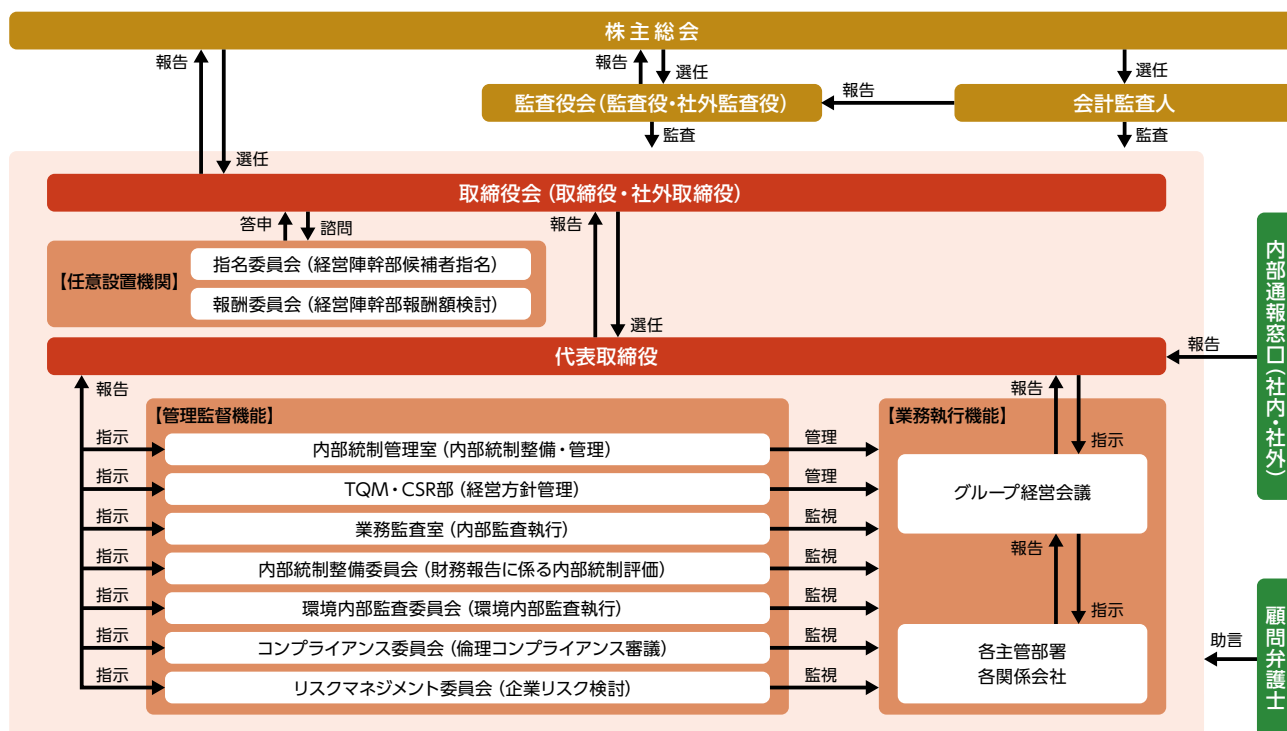 株主総会
報告
選任
報告
選任
選任
監査役会(監査役・社外監査役)
報告
会計監査人
監査
監査
取締役会(取締役・社外取締役)
答申
諮問
報告
選任
【任意設置機関】
指名委員会(経営陣幹部候補者指名)
報酬委員会(経営陣幹部報酬額検討)
代表取締役
報告
内部通報窓口(社内・社外)
報告
【管理監督機能】
【業務執行機能】
報告
指示
指示
内部統制管理室(内部統制整備・管理)
管理
指示
TQM・CSR部(経営方針管理)
管理
グループ経営会議
指示
業務監査室(内部監査執行)
監視
指示
内部統制整備委員会(財務報告に係る内部統制評価)
監視
報告
指示
指示
環境内部監査委員会(環境内部監査執行)
監視
指示
コンプライアンス委員会(倫理コンプライアンス審議)
監視
各主管部署
各関係会社
指示
リスクマネジメント委員会(企業リスク検討)
監視
助言
顧問弁護士